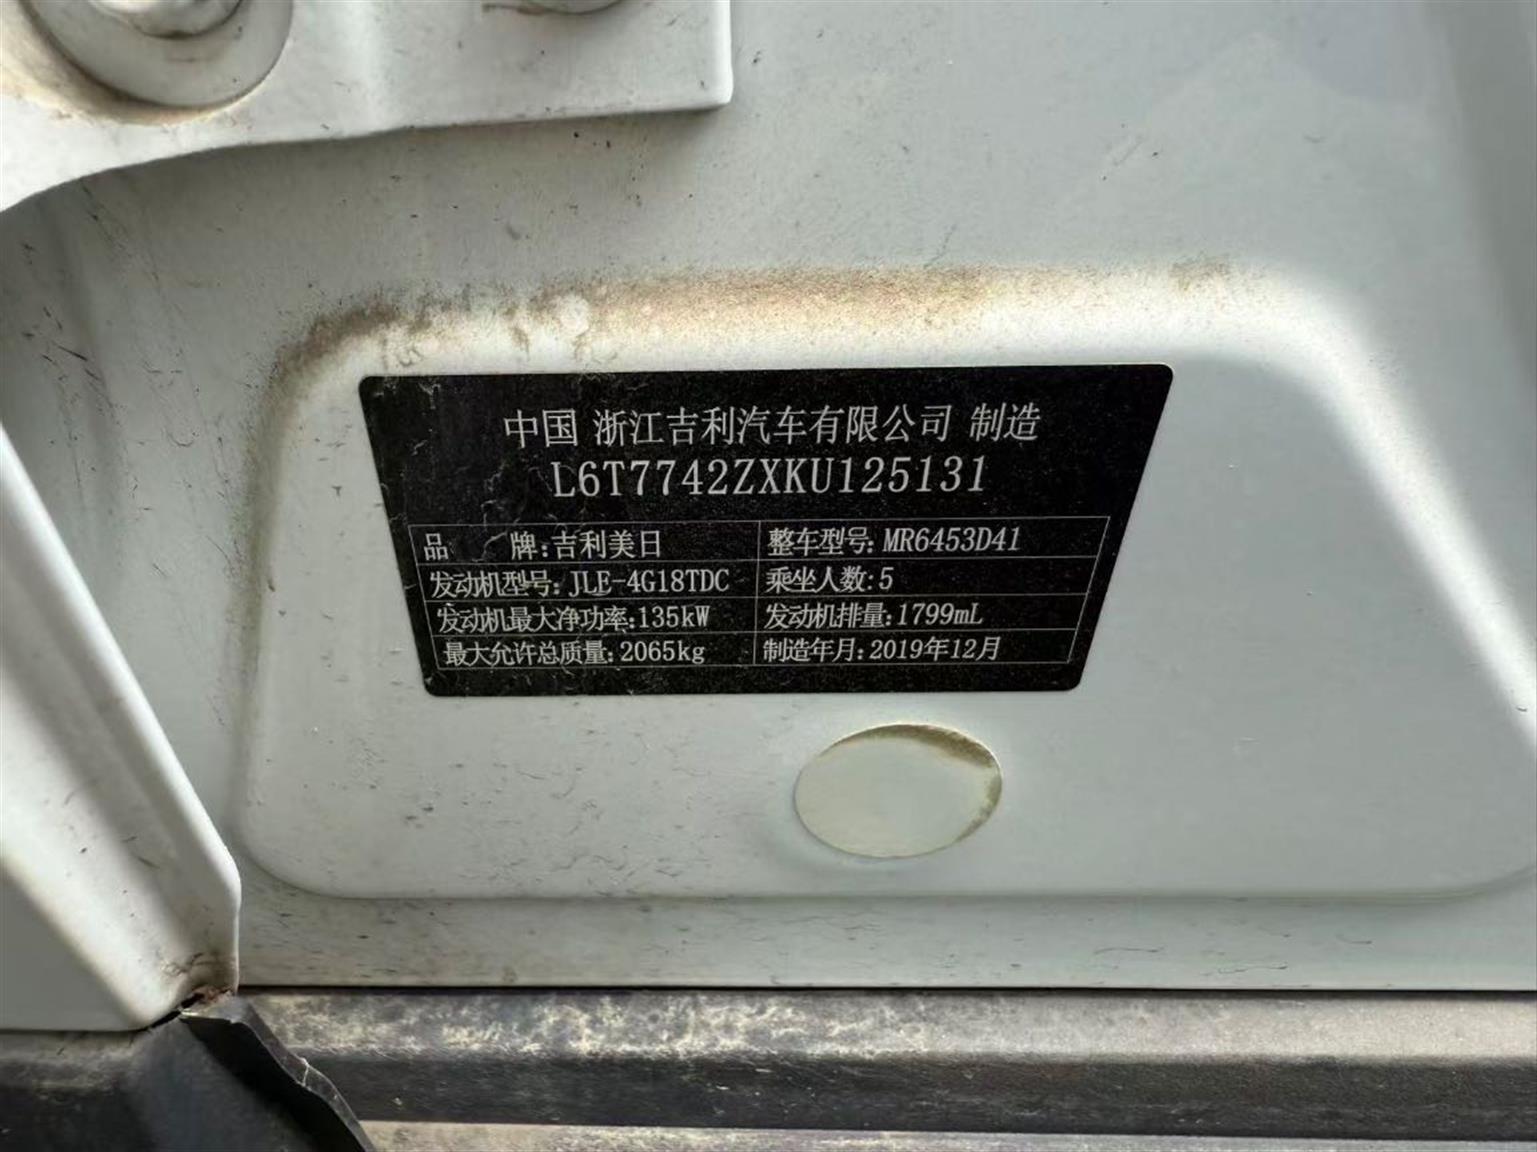 中国 浙江吉利汽车有限公司 制造
L6T7742ZXKU125131
品 牌:吉利美日 整车型号:MR6453D41
发动机型号:JLE-4G18TDC 乘坐人数:5
发动机最大净功率:135kW 发动机排量:1799mL
最大允许总质量:2065kg 制造年月:2019年12月